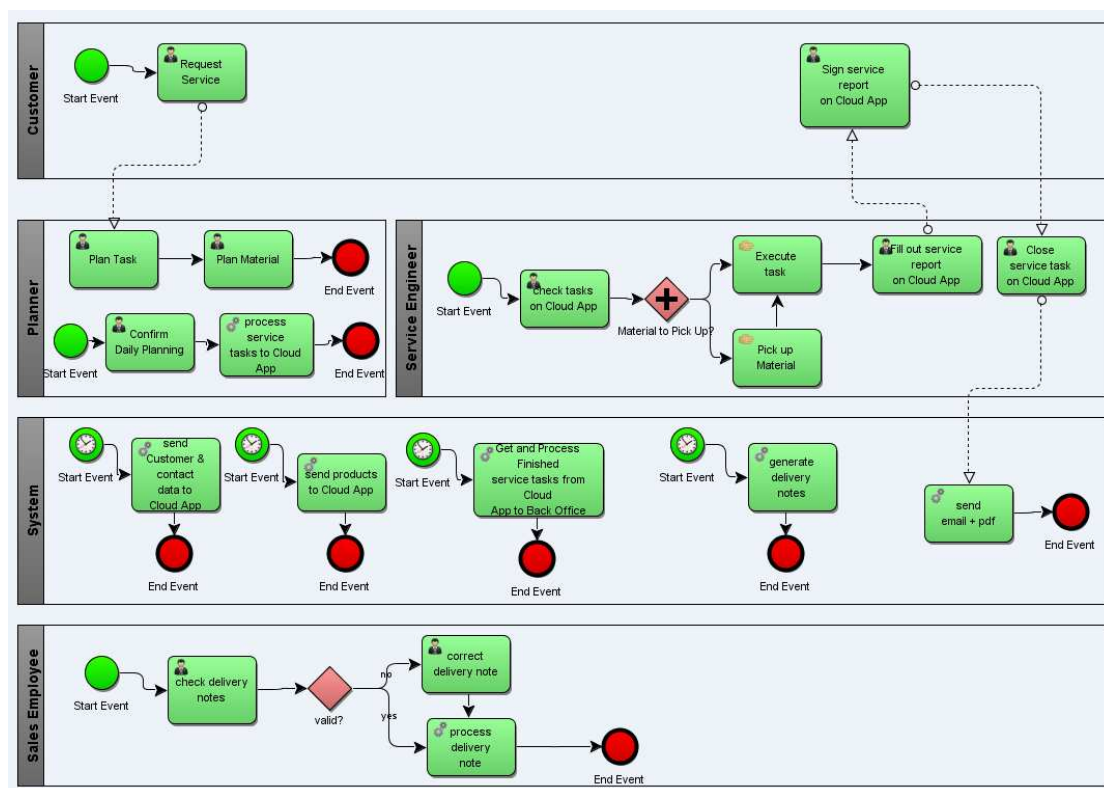 Customer
Start Event
Request
Service
Sign service
report
on Cloud App
Planner
Plan Task
Plan Material
End Event
Start Event
Confirm
Daily Planning
process
service
tasks to Cloud
App
End Event
Service Engineer
Start Event
check tasks
on Cloud App
Material to Pick Up?
Execute
task
Pick up
Material
Fill out service
report
on Cloud App
Close
service task
on Cloud App
System
Start Event
send
Customer &
contact
data to
Cloud App
End Event
Start Event
send products
to Cloud App
End Event
Start Event
Get and Process
Finished
service tasks from
Cloud
App to Back Office
End Event
Start Event
generate
delivery
notes
End Event
send
email + pdf
End Event
Sales Employee
Start Event
check delivery
notes
valid?
no
yes
correct
delivery note
process
delivery
note
End Event